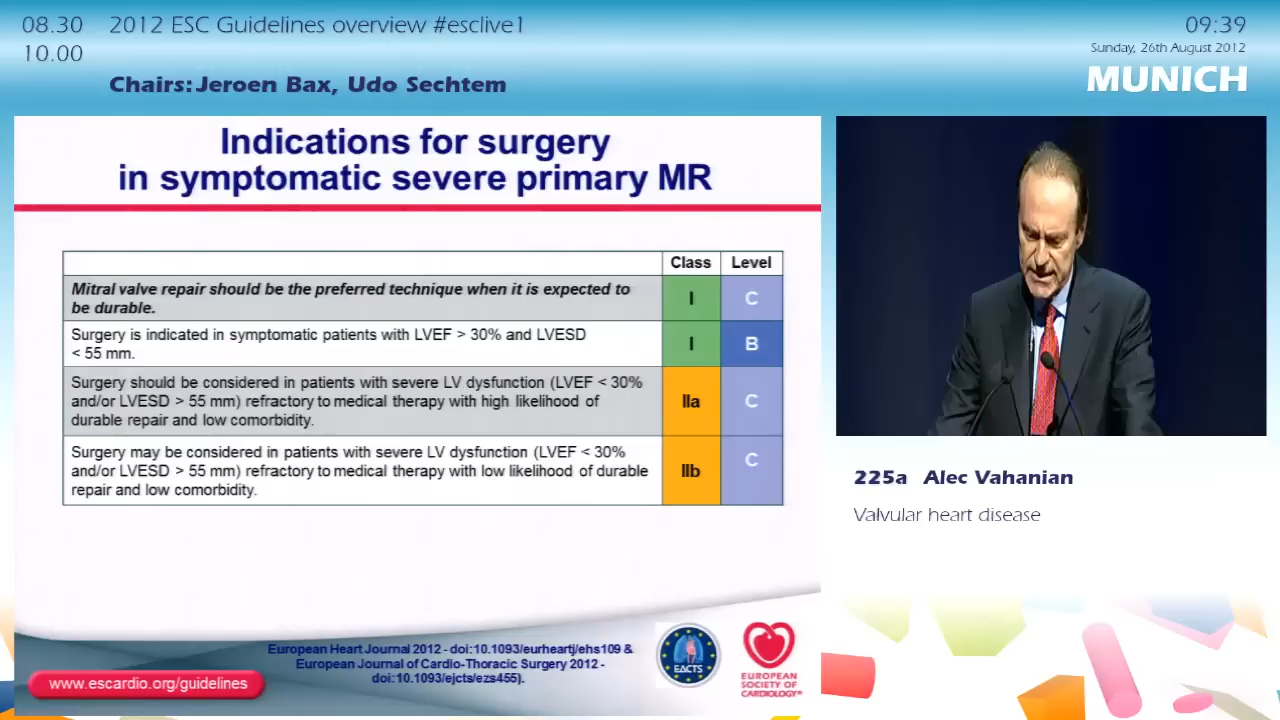 08.30 2012 ESC Guidelines overview #esclive1
10.00
Chairs: Jeroen Bax, Udo Sechtem
09:39
Sunday, 26th August 2012
MUNICH
Indications for surgery
in symptomatic severe primary MR
Class Level
Mitral valve repair should be the preferred technique when it is expected to
be durable.
I C
Surgery is indicated in symptomatic patients with LVEF > 30% and LVESD
< 55 mm.
I B
Surgery should be considered in patients with severe LV dysfunction (LVEF < 30%
and/or LVESD > 55 mm) refractory to medical therapy with high likelihood of
durable repair and low comorbidity.
IIa C
Surgery may be considered in patients with severe LV dysfunction (LVEF < 30%
and/or LVESD > 55 mm) refractory to medical therapy with low likelihood of durable
repair and low comorbidity.
IIb C
225a Alec Vahanian
Valvular heart disease
www.escardio.org/guidelines
European Heart Journal 2012 - doi:10.1093/eurheartj/ehs109 &
European Journal of Cardio-Thoracic Surgery 2012 -
doi:10.1093/ejcts/ezs455).
EACTS
EUROPEAN
SOCIETY OF
CARDIOLOGY®